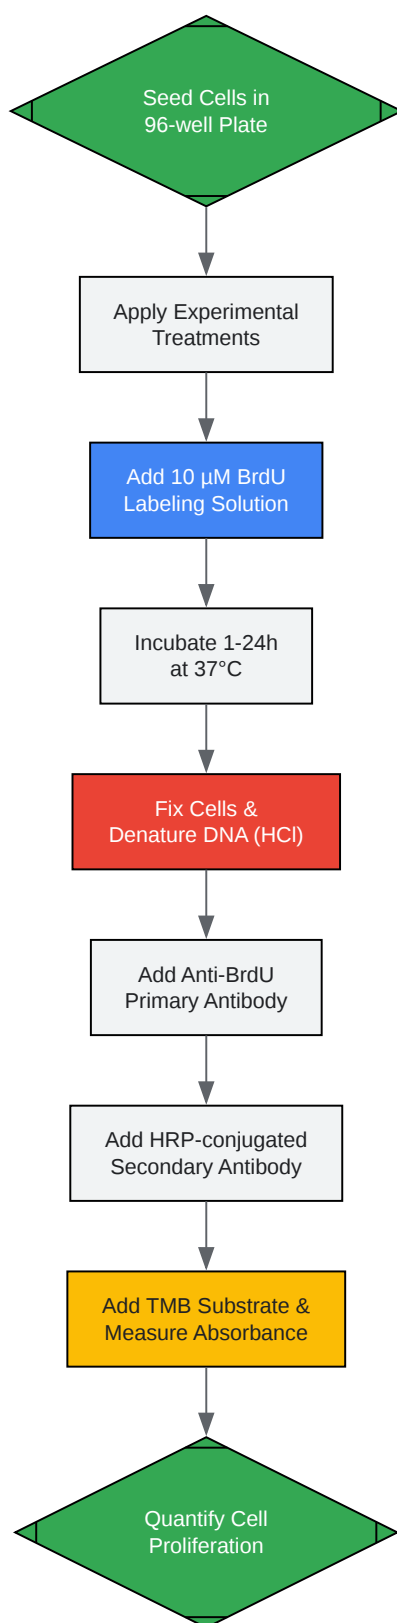 Seed Cells in
96-well Plate
Apply Experimental
Treatments
Add 10 µM BrdU
Labeling Solution
Incubate 1-24h
at 37°C
Fix Cells &
Denature DNA (HCl)
Add Anti-BrdU
Primary Antibody
Add HRP-conjugated
Secondary Antibody
Add TMB Substrate &
Measure Absorbance
Quantify Cell
Proliferation